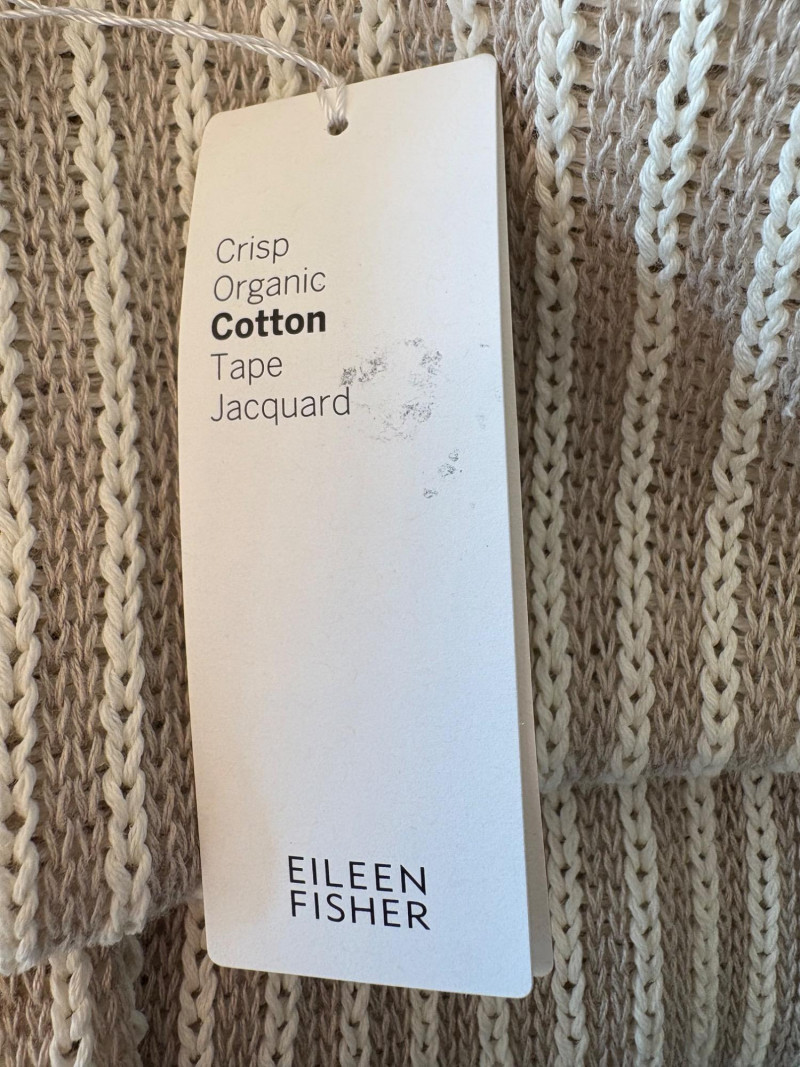 Crisp
Organic
Cotton
Tape
Jacquard
EILEEN
FISHER